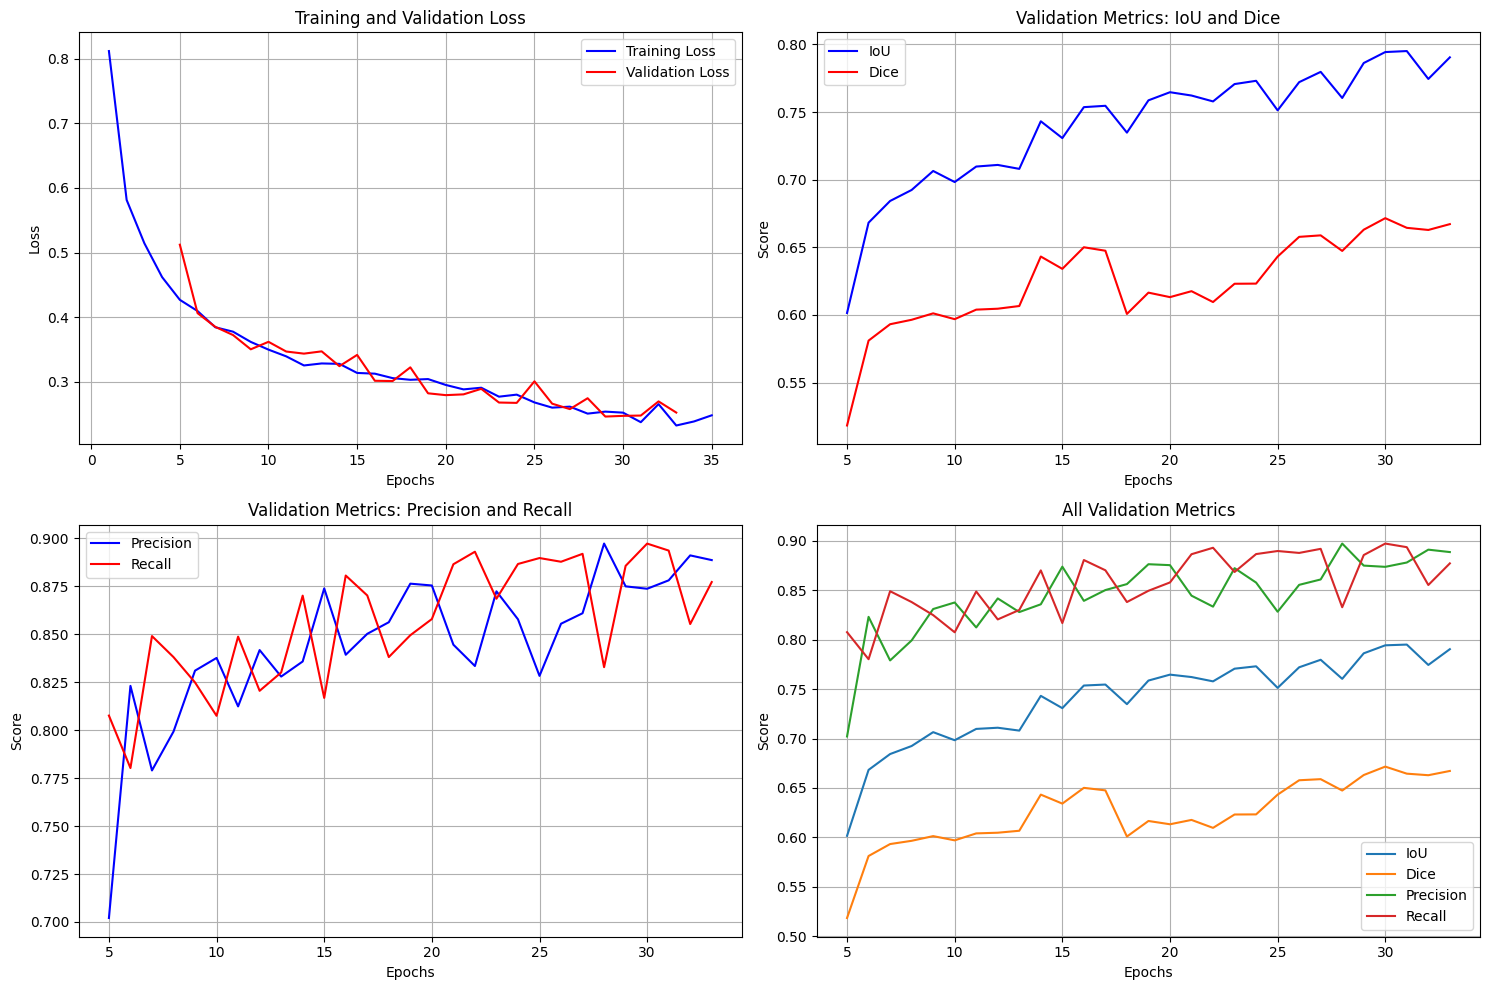 Training and Validation Loss
Training Loss
Validation Loss
0.8
0.7
0.6
0.5
0.4
0.3
Loss
0 5 10 15 20 25 30 35
Epochs
Validation Metrics: IoU and Dice
IoU
Dice
0.80
0.75
0.70
0.65
0.60
0.55
Score
5 10 15 20 25 30
Epochs
Validation Metrics: Precision and Recall
Precision
Recall
0.900
0.875
0.850
0.825
0.800
0.775
0.750
0.725
0.700
Score
5 10 15 20 25 30
Epochs
All Validation Metrics
0.90
0.85
0.80
0.75
0.70
0.65
0.60
0.55
0.50
Score
IoU
Dice
Precision
Recall
5 10 15 20 25 30
Epochs